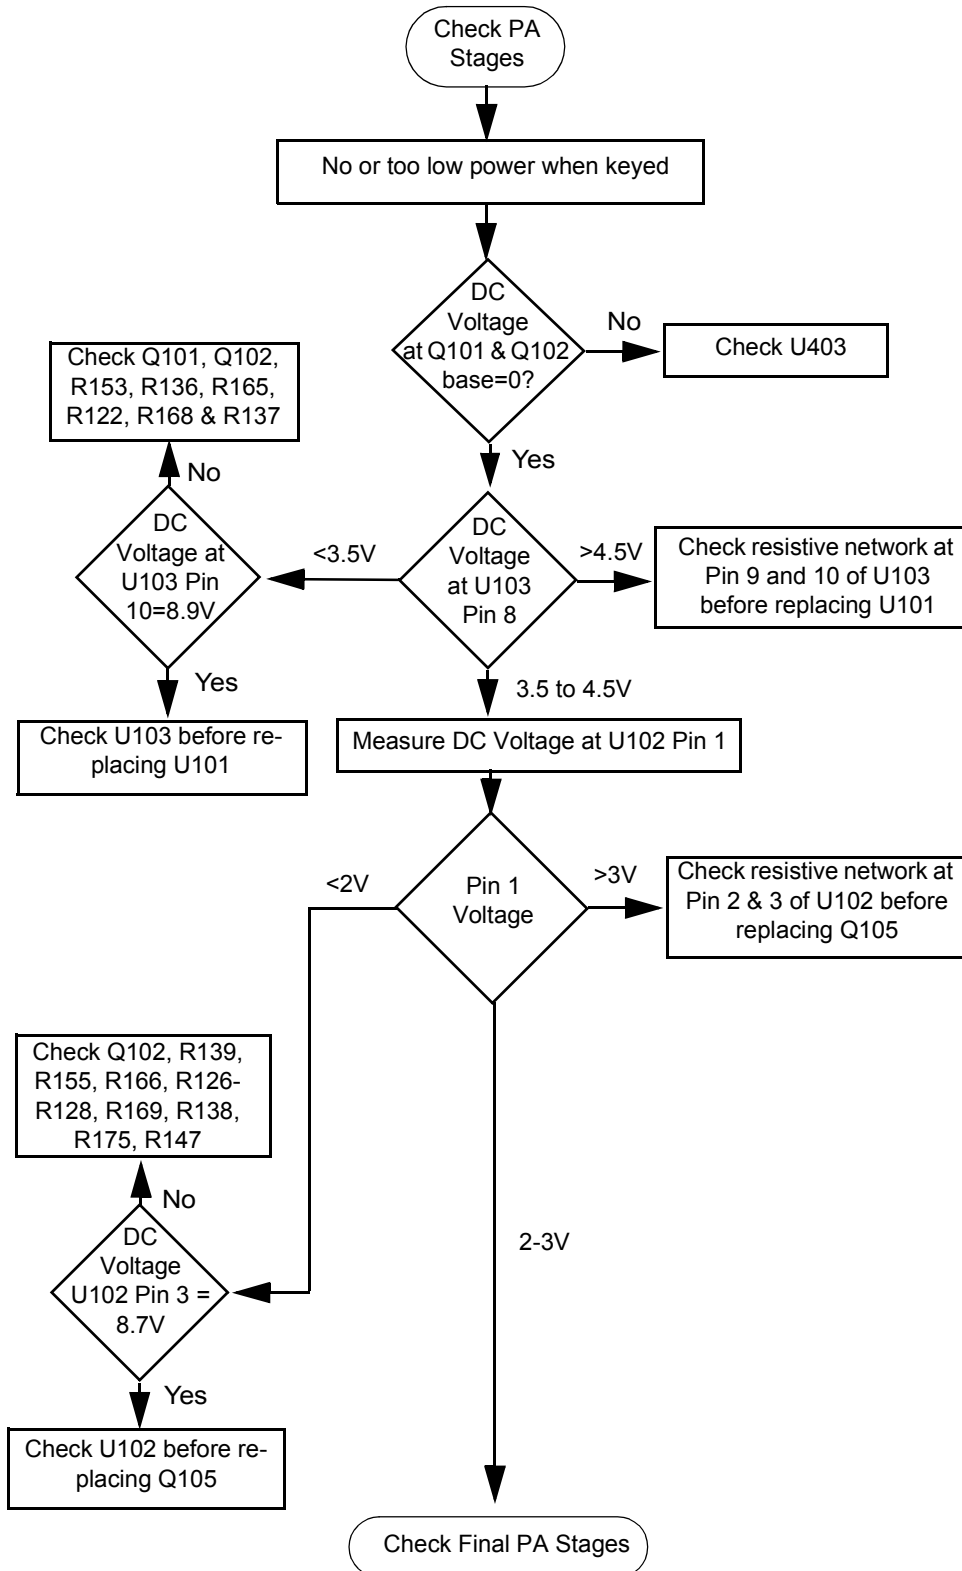 Check PA
Stages
No or too low power when keyed
DC
Voltage
at Q101 & Q102
base=0?
No
Check U403
Yes
Check Q101, Q102,
R153, R136, R165,
R122, R168 & R137
No
DC
Voltage at
U103 Pin
10=8.9V
<3.5V
DC
Voltage
at U103
Pin 8
>4.5V
Check resistive network at
Pin 9 and 10 of U103
before replacing U101
Yes
3.5 to 4.5V
Check U103 before re-
placing U101
Measure DC Voltage at U102 Pin 1
<2V
Pin 1
Voltage
>3V
Check resistive network at
Pin 2 & 3 of U102 before
replacing Q105
Check Q102, R139,
R155, R166, R126-
R128, R169, R138,
R175, R147
No
DC
Voltage
U102 Pin 3 =
8.7V
2-3V
Yes
Check U102 before re-
placing Q105
Check Final PA Stages